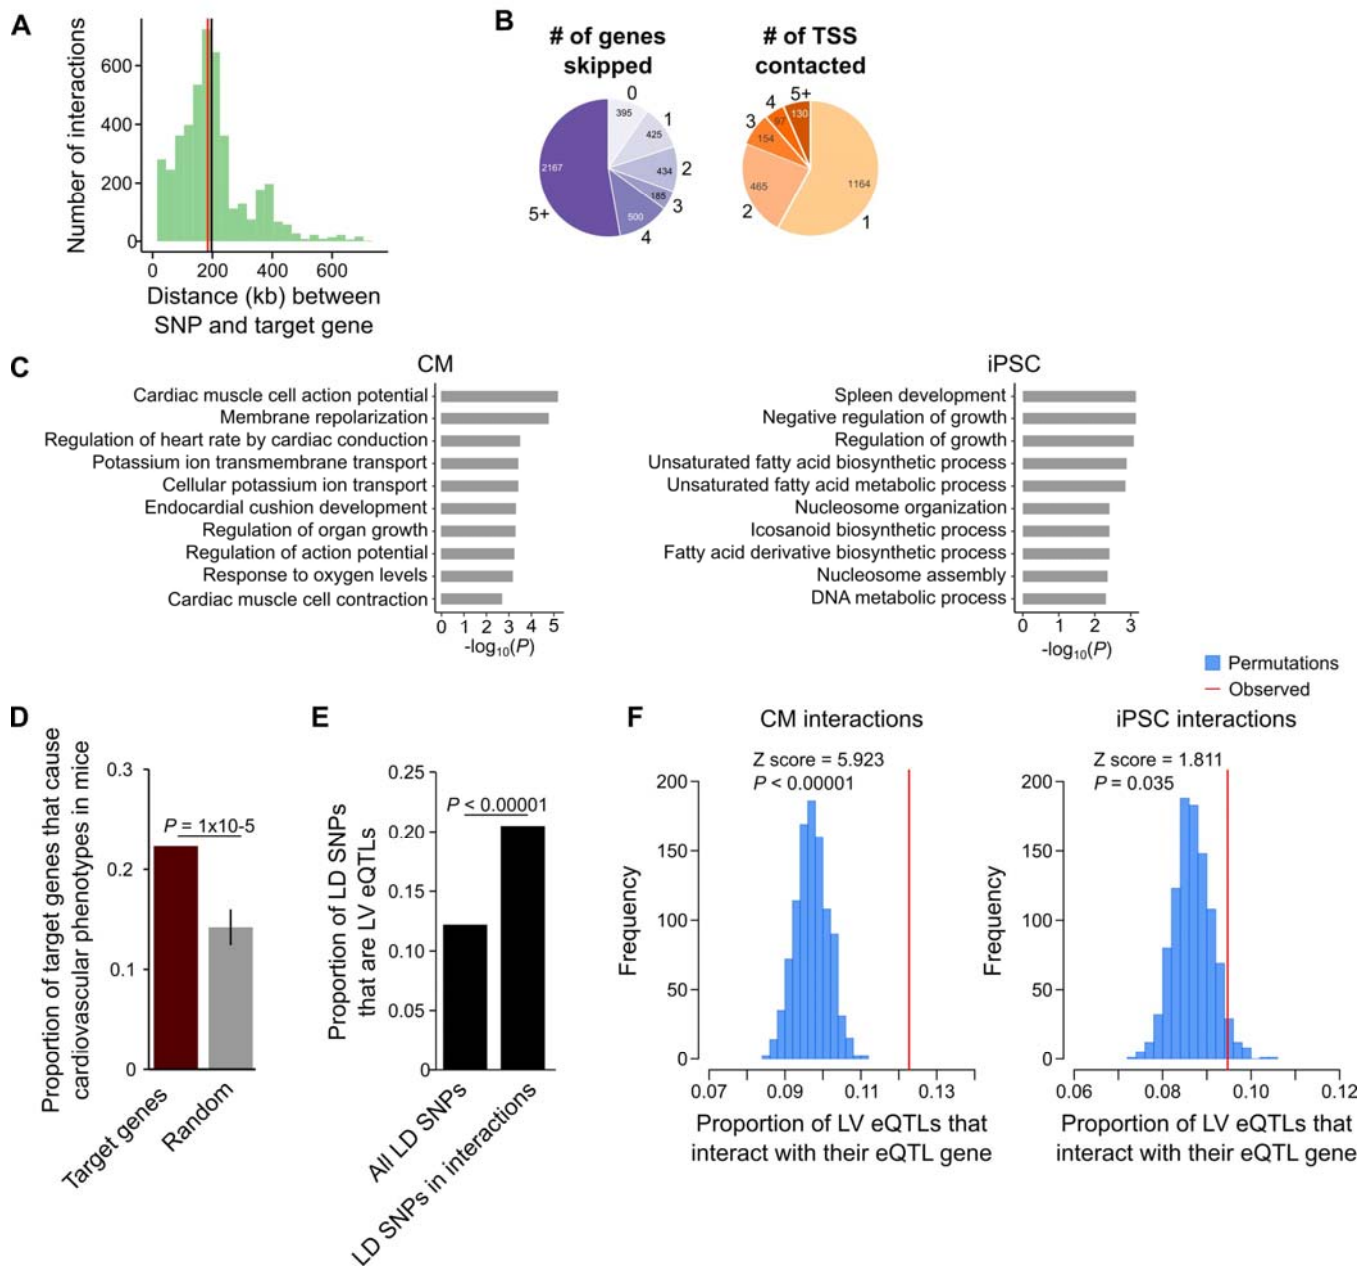 A
Number of interactions
600
400
200
0
0 200 400 600
Distance (kb) between
SNP and target gene
B
# of genes
skipped
0
395
1
425
434
2
185
3
500
4
2167
5+
# of TSS
contacted
5+
130
4
97
3
154
465
2
1164
1
C
CM
Cardiac muscle cell action potential
Membrane repolarization
Regulation of heart rate by cardiac conduction
Potassium ion transmembrane transport
Cellular potassium ion transport
Endocardial cushion development
Regulation of organ growth
Regulation of action potential
Response to oxygen levels
Cardiac muscle cell contraction
0 1 2 3 4 5
-log10(P)
iPSC
Spleen development
Negative regulation of growth
Regulation of growth
Unsaturated fatty acid biosynthetic process
Unsaturated fatty acid metabolic process
Nucleosome organization
Icosanoid biosynthetic process
Fatty acid derivative biosynthetic process
Nucleosome assembly
DNA metabolic process
0 1 2 3
-log10(P)
Permutations
Observed
D
Proportion of target genes that cause
cardiovascular phenotypes in mice
0.3
0.2
0.1
0
P = 1x10-5
Target genes
Random
E
Proportion of LD SNPs
that are LV eQTLs
0.25
0.20
0.15
0.10
0.05
0
P < 0.00001
All LD SNPs
LD SNPs in interactions
F
CM interactions
Z score = 5.923
P < 0.00001
Frequency
200
150
100
50
0
0.07 0.09 0.11 0.13
Proportion of LV eQTLs that
interact with their eQTL gene
iPSC interactions
Z score = 1.811
P = 0.035
Frequency
200
150
100
50
0
0.06 0.08 0.10 0.12
Proportion of LV eQTLs that
interact with their eQTL gene